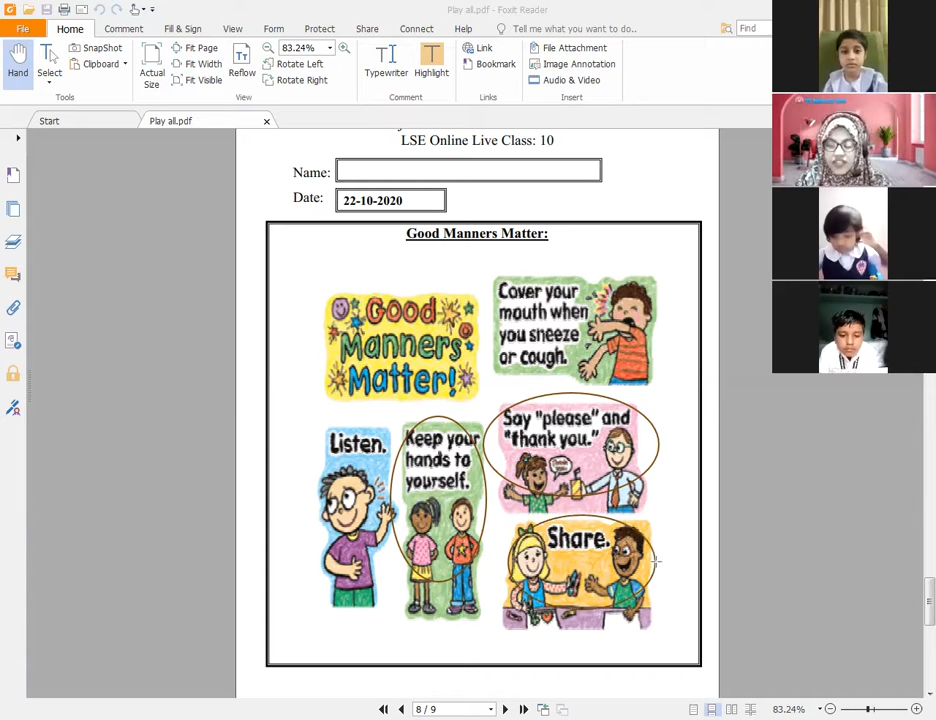 Play all.pdf - Foxit Reader
File
Home
Comment
Fill & Sign
View
Form
Protect
Share
Connect
Help
Tell me what you want to do..
Find
Hand
Select
SnapShot
Clipboard
Actual
Size
Fit Page
Fit Width
Fit Visible
Reflow
83.24%
Rotate Left
Rotate Right
Typewriter
Highlight
Link
Bookmark
File Attachment
Image Annotation
Audio & Video
Tools
View
Comment
Links
Insert
Start
Play all.pdf
LSE Online Live Class: 10
Name:
Date:
22-10-2020
Good Manners Matter:
Good
Manners
Matter!
Cover your
mouth when
you sneeze
or cough.
Listen.
Keep your
hands to
yourself.
Say "please" and
"thank you."
Share.
8 / 9
83.24%